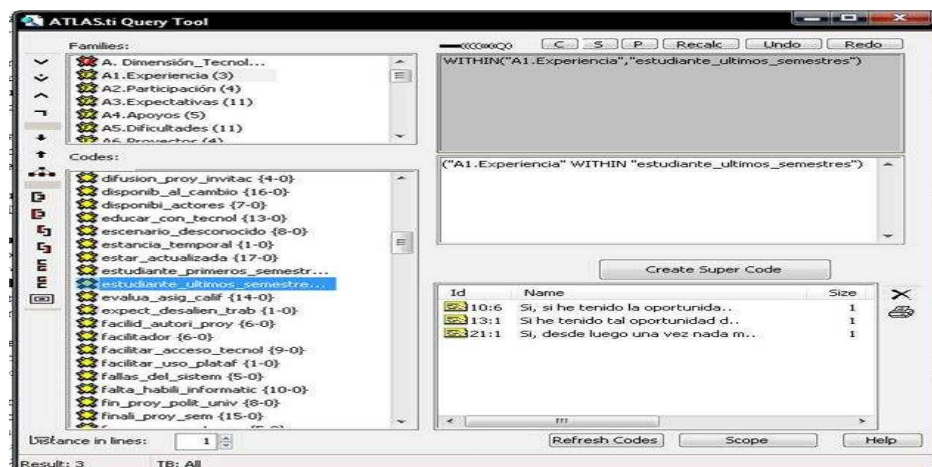 ATLAS.ti Query Tool
Families:
C S P Recalc Undo Redo
A. Dimensión_Tecnol...
A1.Experiencia (3)
A2.Participación (4)
A3.Expectativas (11)
A4.Apoyos (5)
A5.Dificultades (11)
A6.Proyector (4)
WITHIN("A1.Experiencia","estudiante_ultimos_semestres")
Codes:
("A1.Experiencia" WITHIN "estudiante_ultimos_semestres")
difusion_proy_invitac {4-0}
disponib_al_cambio {16-0}
disponibi_actores {7-0}
educar_con_tecnol {13-0}
escenario_desconocido {8-0}
estancia_temporal {1-0}
estar_actualizada {17-0}
estudiante_primeros_semestr...
estudiante_ultimos_semestre...
evalua_asig_calif {14-0}
expect_desalien_trab {1-0}
facilid_autori_proy {6-0}
facilitador {6-0}
facilitar_acceso_tecnol {9-0}
facilitar_uso_plataf {1-0}
fallas_del_sistem {5-0}
falta_habili_informatic {10-0}
fin_proy_polit_univ {8-0}
finali_proy_sem {15-0}
Create Super Code
Id Name Size
10:6 Si, si he tenido la oportunida.. 1
13:1 Si he tenido tal oportunidad d.. 1
21:1 Si, desde luego una vez nada m.. 1
Distance in lines: 1
Refresh Codes Scope Help
Result: 3 TB: All